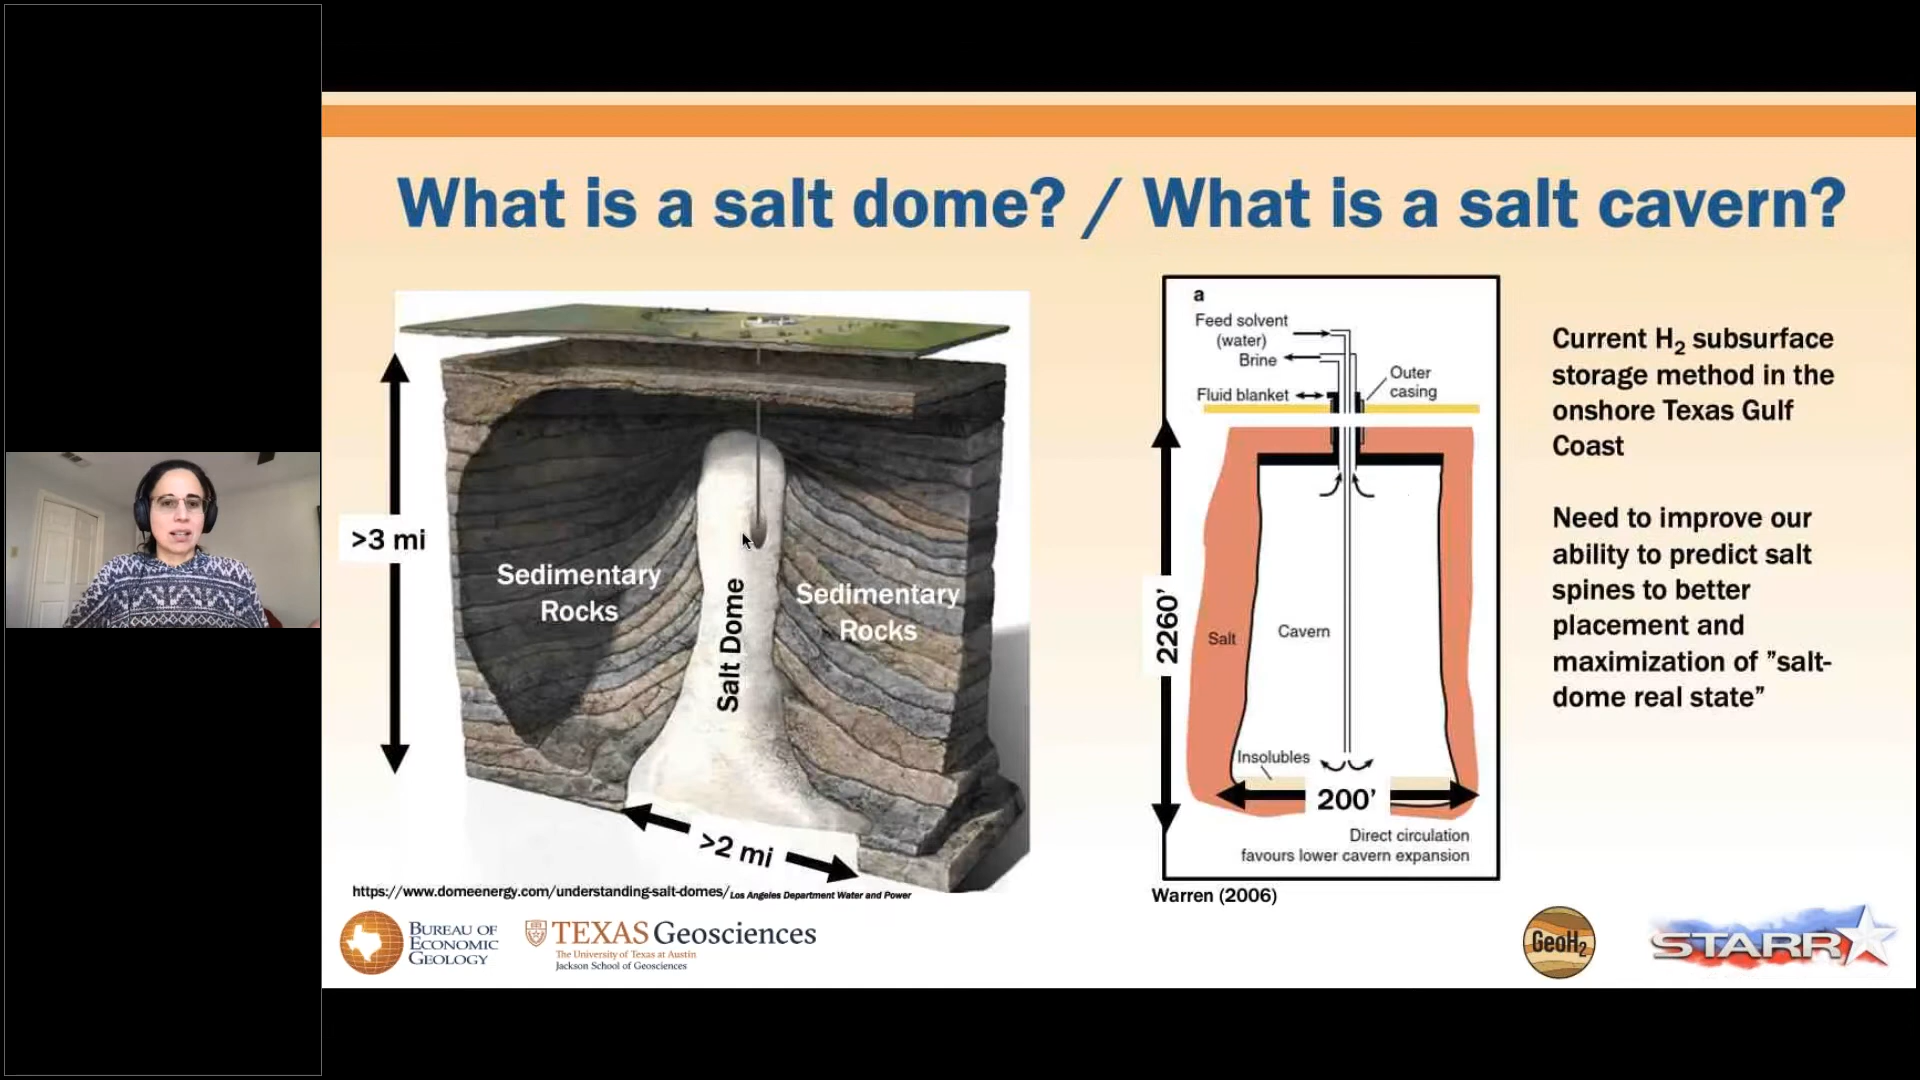 What is a salt dome? / What is a salt cavern?
>3 mi
Sedimentary
Rocks
Salt Dome
Sedimentary
Rocks
>2 mi
https://www.domeenergy.com/understanding-salt-domes/ Los Angeles Department Water and Power
a
Feed solvent
(water)
Brine
Outer
casing
Fluid blanket
2260’
Salt
Cavern
Insolubles
200’
Direct circulation
favours lower cavern expansion
Warren (2006)
Current H₂ subsurface
storage method in the
onshore Texas Gulf
Coast
Need to improve our
ability to predict salt
spines to better
placement and
maximization of ”salt-
dome real state”
BUREAU OF
ECONOMIC
GEOLOGY
TEXAS Geosciences
The University of Texas at Austin
Jackson School of Geosciences
GeoH₂
STARR